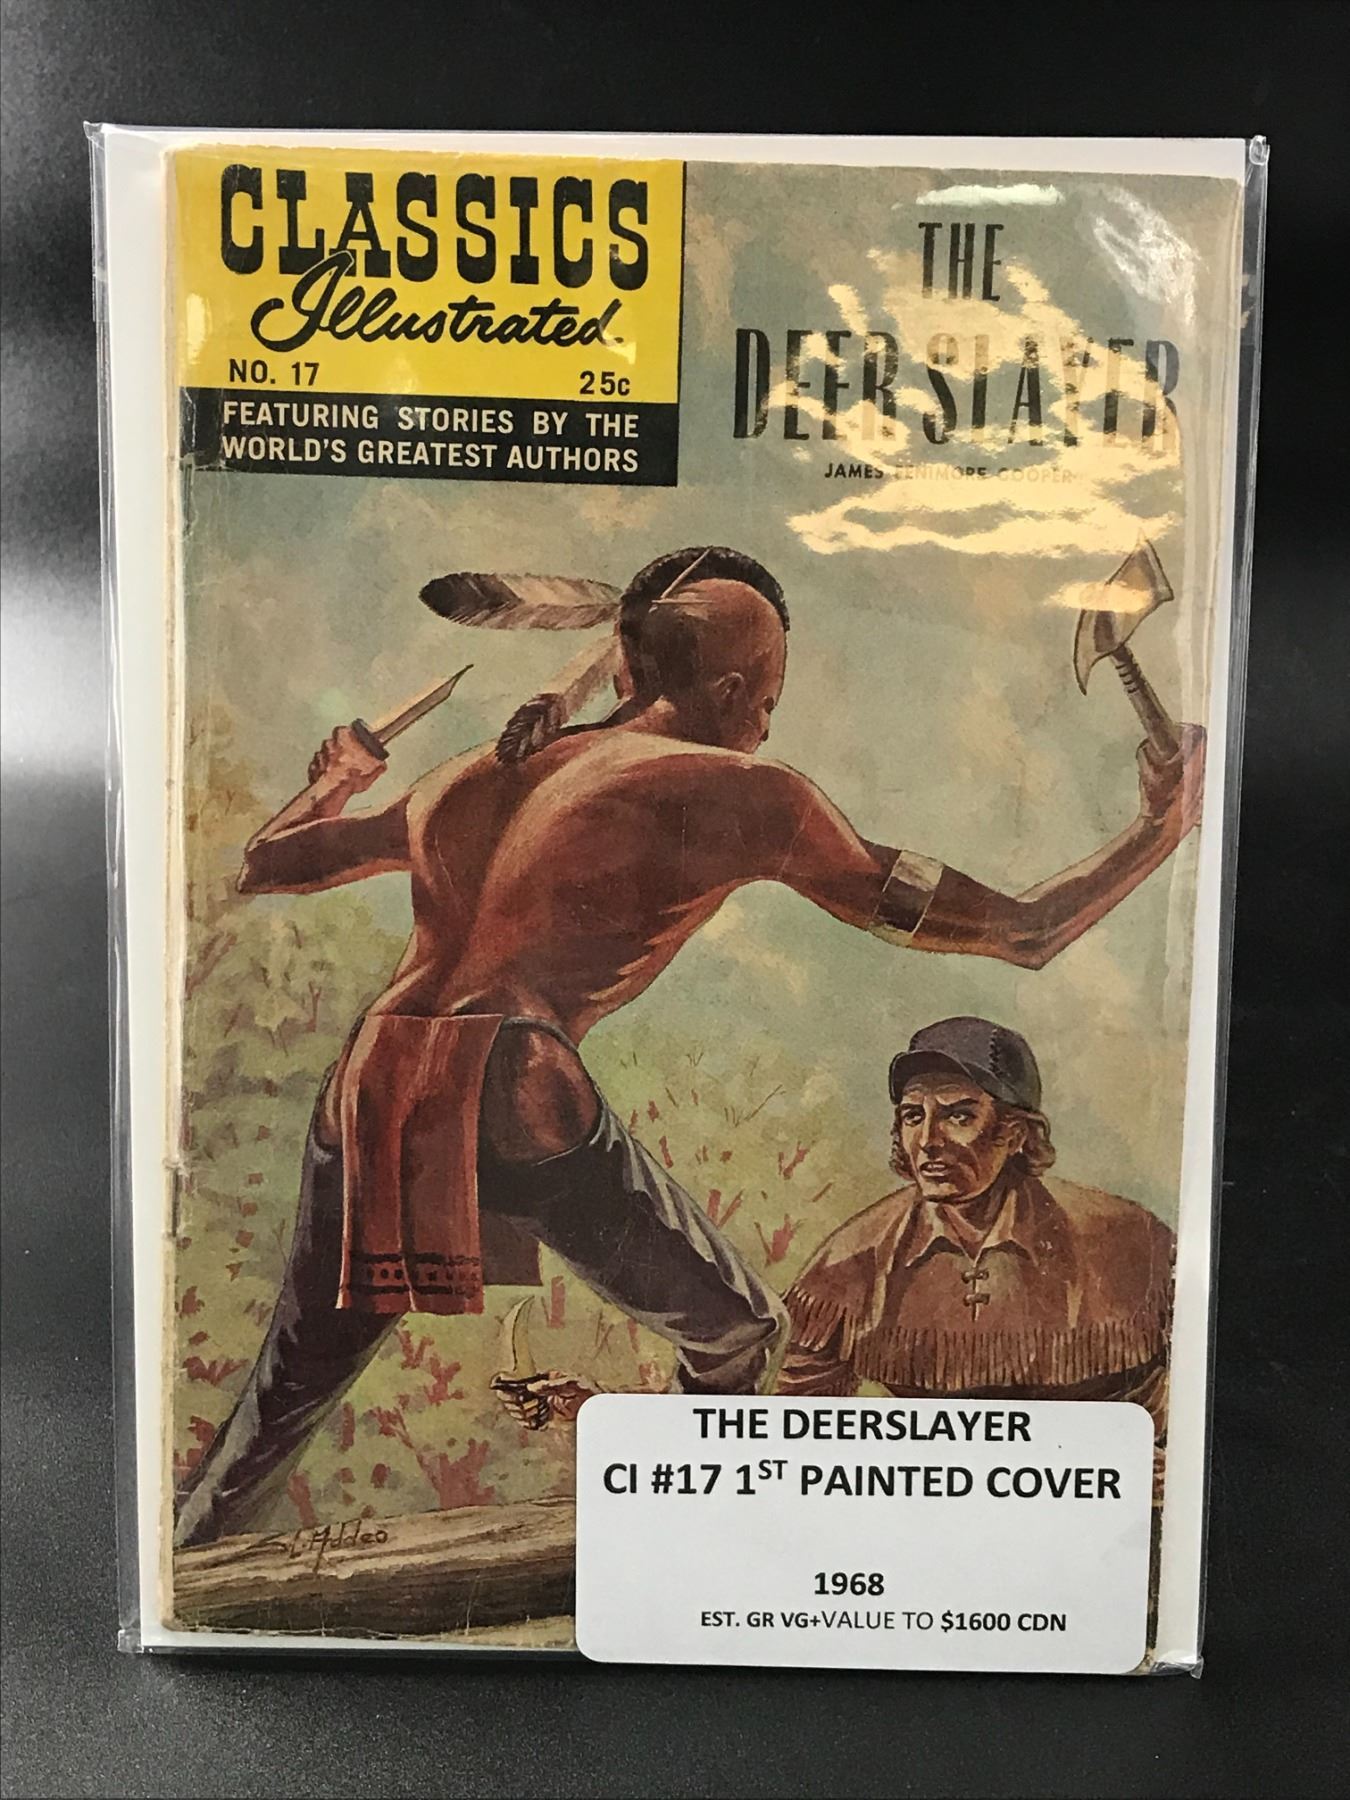 CLASSICS
Illustrated
NO. 17 25c
FEATURING STORIES BY THE
WORLD'S GREATEST AUTHORS
THE
DEERSLAYER
JAMES FENIMORE COOPER
L. Addeo
THE DEERSLAYER
CI #17 1ST PAINTED COVER
1968
EST. GR VG+VALUE TO $1600 CDN